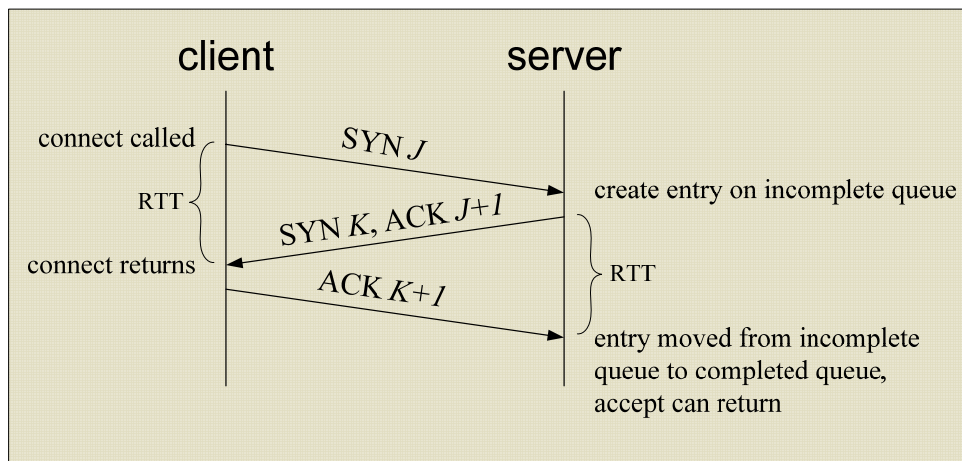 client
server
connect called
SYN J
RTT
create entry on incomplete queue
SYN K, ACK J+1
connect returns
RTT
ACK K+1
entry moved from incomplete
queue to completed queue,
accept can return